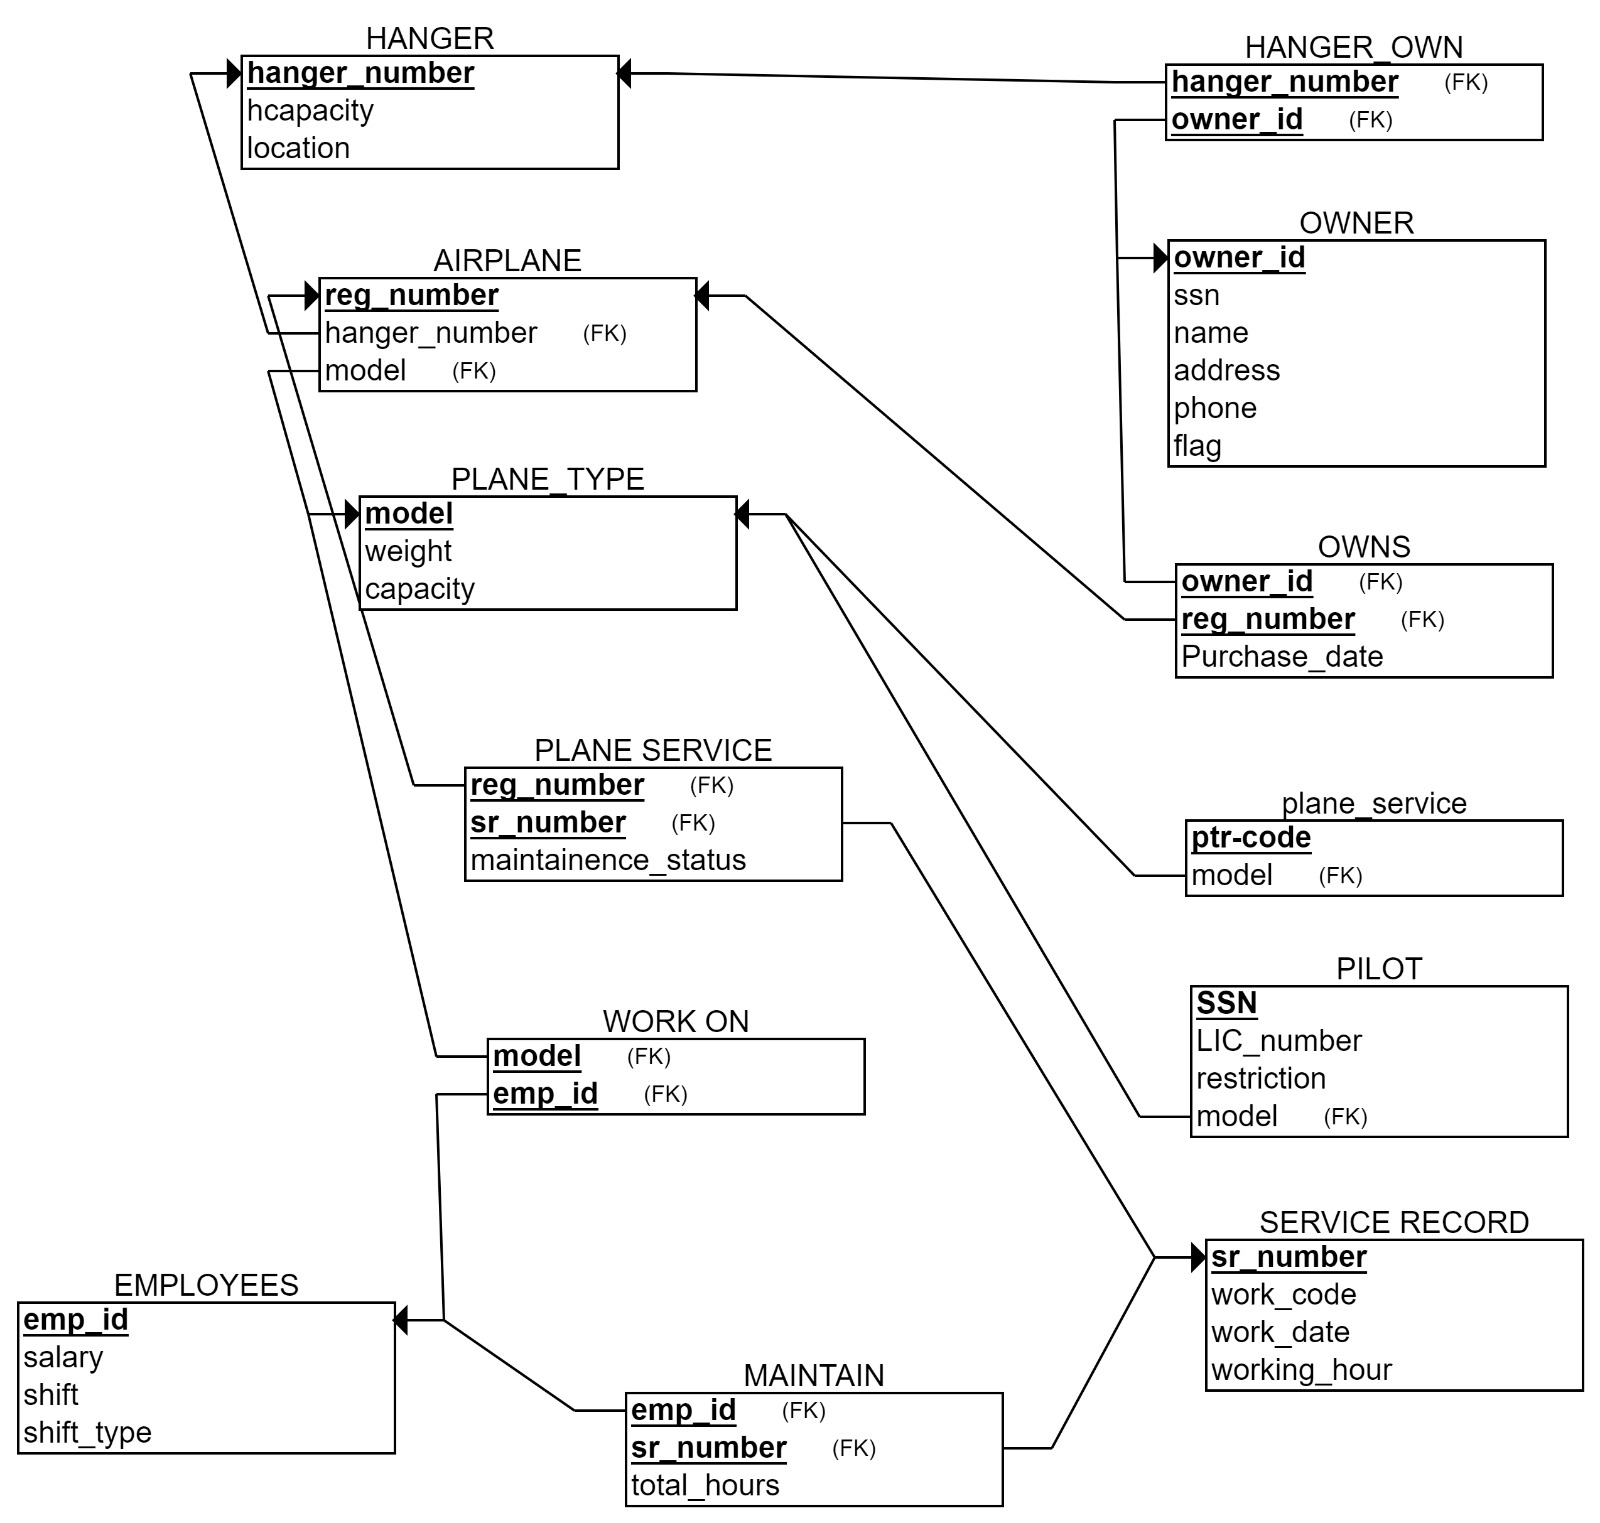 HANGER
hanger_number
hcapacity
location
HANGER_OWN
hanger_number (FK)
owner_id (FK)
AIRPLANE
reg_number
hanger_number (FK)
model (FK)
OWNER
owner_id
ssn
name
address
phone
flag
PLANE_TYPE
model
weight
capacity
OWNS
owner_id (FK)
reg_number (FK)
Purchase_date
PLANE SERVICE
reg_number (FK)
sr_number (FK)
maintainence_status
plane_service
ptr-code
model (FK)
PILOT
SSN
LIC_number
restriction
model (FK)
WORK ON
model (FK)
emp_id (FK)
SERVICE RECORD
sr_number
work_code
work_date
working_hour
EMPLOYEES
emp_id
salary
shift
shift_type
MAINTAIN
emp_id (FK)
sr_number (FK)
total_hours